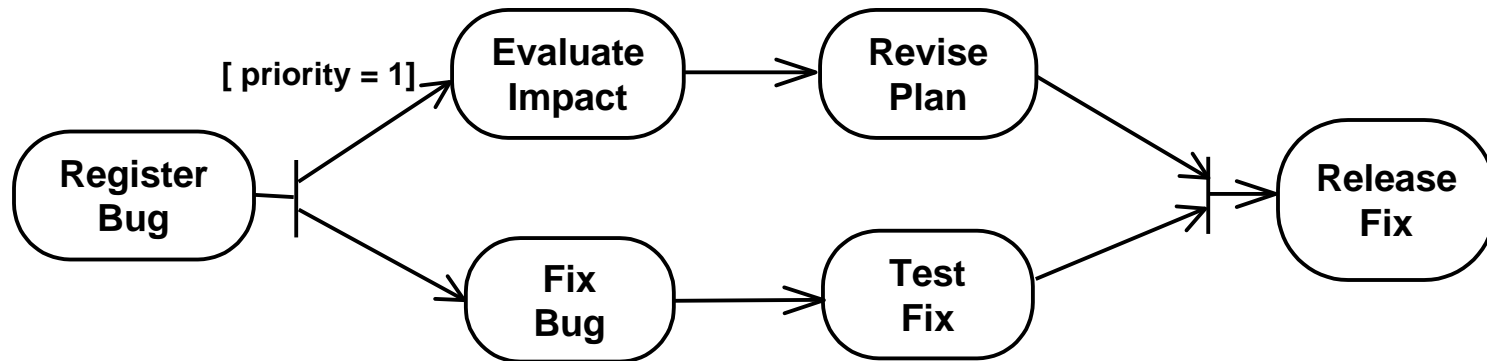 [ priority = 1]
Evaluate
Impact
Revise
Plan
Register
Bug
Release
Fix
Fix
Bug
Test
Fix